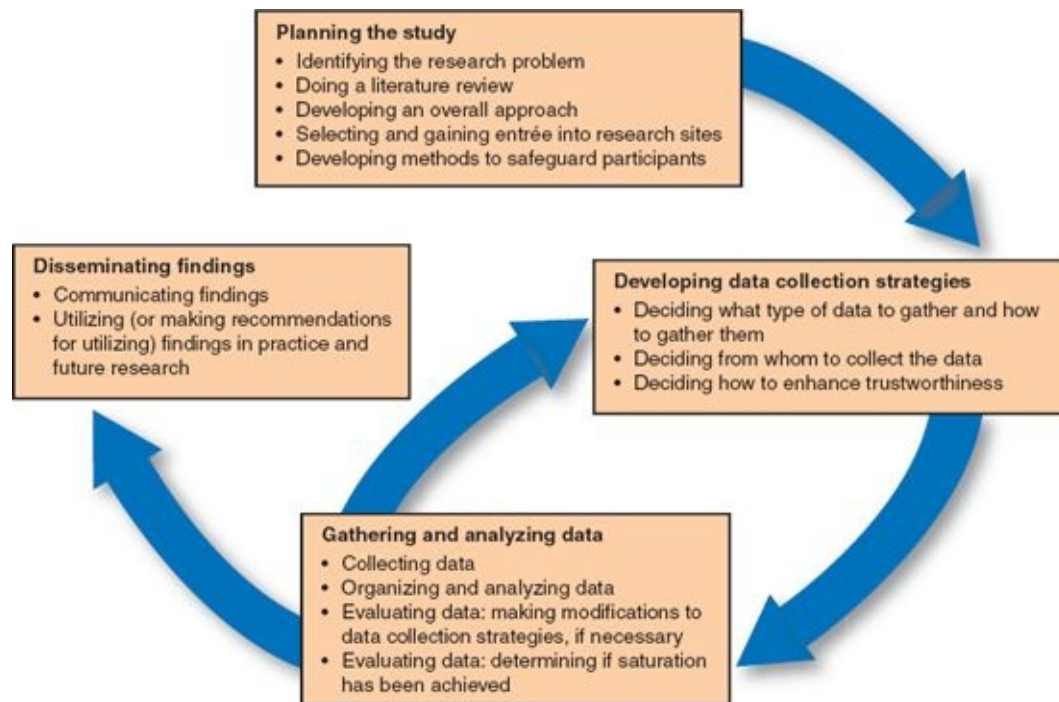 Planning the study
• Identifying the research problem
• Doing a literature review
• Developing an overall approach
• Selecting and gaining entrée into research sites
• Developing methods to safeguard participants
Disseminating findings
• Communicating findings
• Utilizing (or making recommendations
for utilizing) findings in practice and
future research
Developing data collection strategies
• Deciding what type of data to gather and how
to gather them
• Deciding from whom to collect the data
• Deciding how to enhance trustworthiness
Gathering and analyzing data
• Collecting data
• Organizing and analyzing data
• Evaluating data: making modifications to
data collection strategies, if necessary
• Evaluating data: determining if saturation
has been achieved